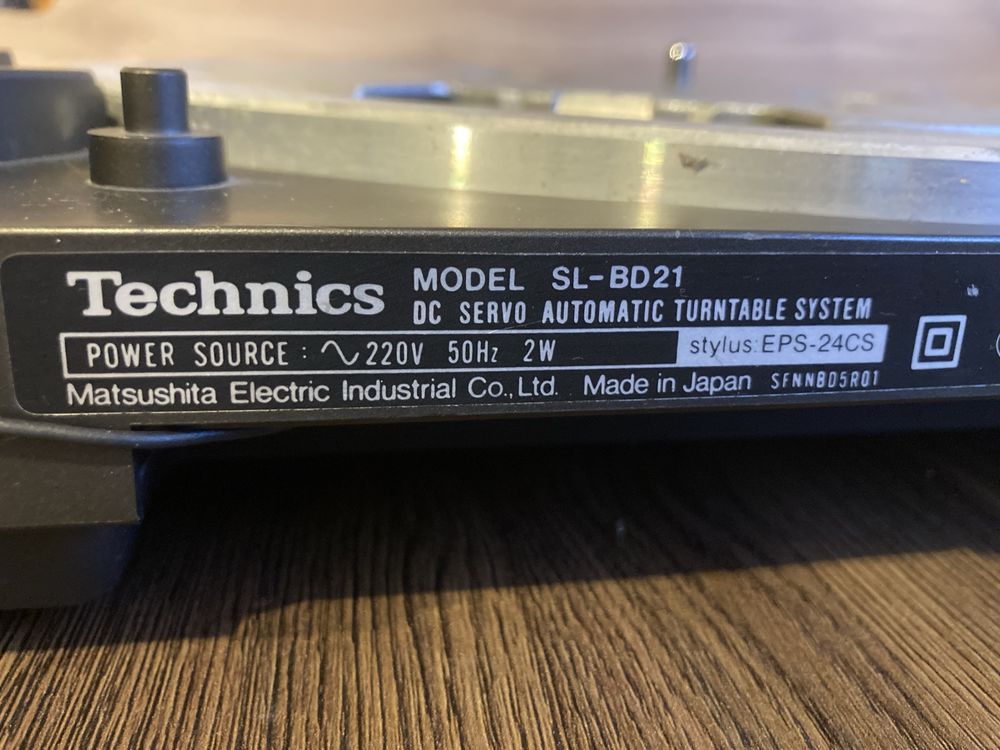 Technics MODEL SL-BD21
DC SERVO AUTOMATIC TURNTABLE SYSTEM
POWER SOURCE : ∿220V 50Hz 2W stylus:EPS-24CS
Matsushita Electric Industrial Co.,Ltd. Made in Japan SFNNBD5R01